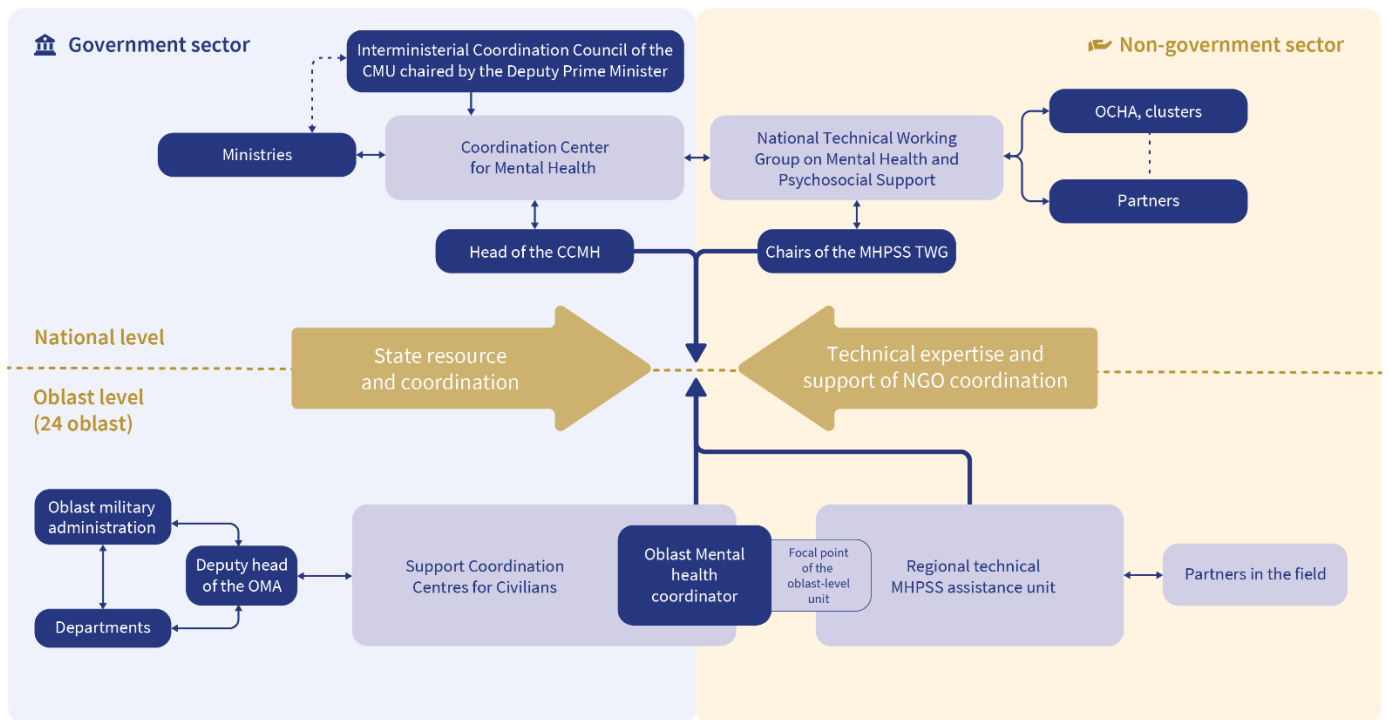 Government sector
Non-government sector
Interministerial Coordination Council of the
CMU chaired by the Deputy Prime Minister
Ministries
Coordination Center
for Mental Health
National Technical Working
Group on Mental Health and
Psychosocial Support
OCHA, clusters
Partners
Head of the CCMH
Chairs of the MHPSS TWG
National level
State resource
and coordination
Technical expertise and
support of NGO coordination
Oblast level
(24 oblast)
Oblast military
administration
Deputy head
of the OMA
Departments
Support Coordination
Centres for Civilians
Oblast Mental
health
coordinator
Focal point
of the
oblast-level
unit
Regional technical
MHPSS assistance unit
Partners in the field